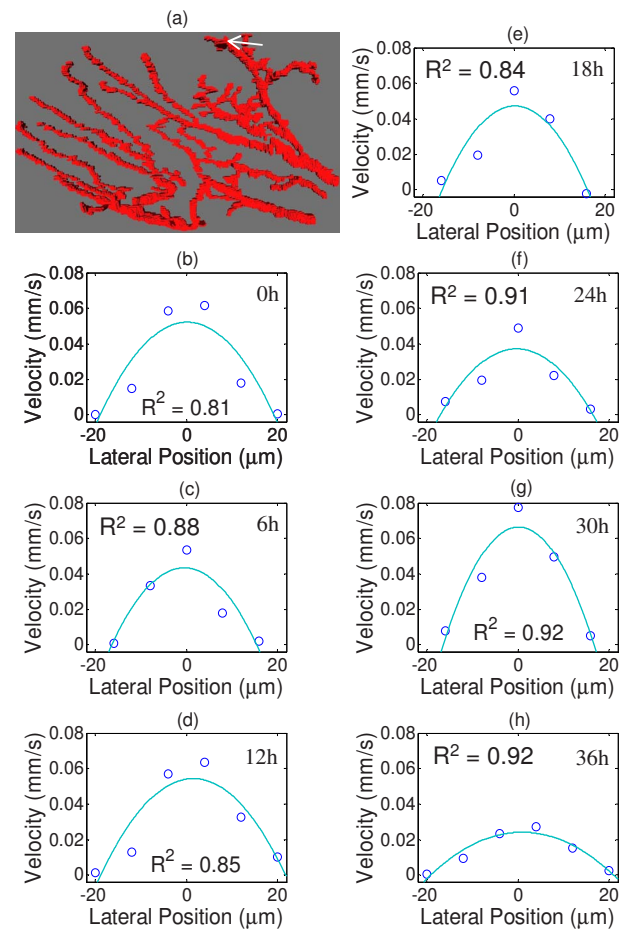 (a)
(b)
0.08
0.06
0.04
0.02
0
-20
0
20
Velocity (mm/s)
Lateral Position (μm)
0h
R² = 0.81
(c)
0.08
0.06
0.04
0.02
0
-20
0
20
Velocity (mm/s)
Lateral Position (μm)
R² = 0.88
6h
(d)
0.08
0.06
0.04
0.02
0
-20
0
20
Velocity (mm/s)
Lateral Position (μm)
12h
R² = 0.85
(e)
0.08
0.06
0.04
0.02
0
-20
0
20
Velocity (mm/s)
Lateral Position (μm)
R² = 0.84
18h
(f)
0.08
0.06
0.04
0.02
0
-20
0
20
Velocity (mm/s)
Lateral Position (μm)
R² = 0.91
24h
(g)
0.08
0.06
0.04
0.02
0
-20
0
20
Velocity (mm/s)
Lateral Position (μm)
30h
R² = 0.92
(h)
0.08
0.06
0.04
0.02
0
-20
0
20
Velocity (mm/s)
Lateral Position (μm)
R² = 0.92
36h